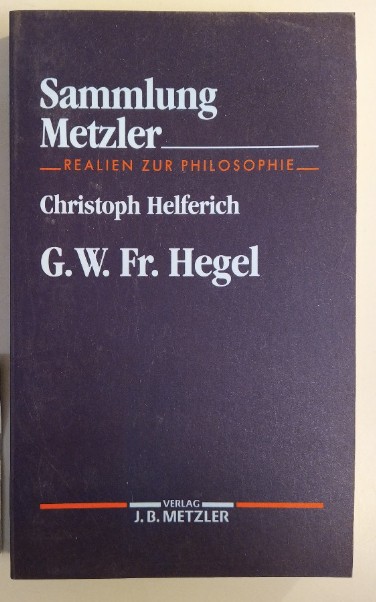 Sammlung
Metzler
REALIEN ZUR PHILOSOPHIE
Christoph Helferich
G. W. Fr. Hegel
VERLAG
J. B. METZLER